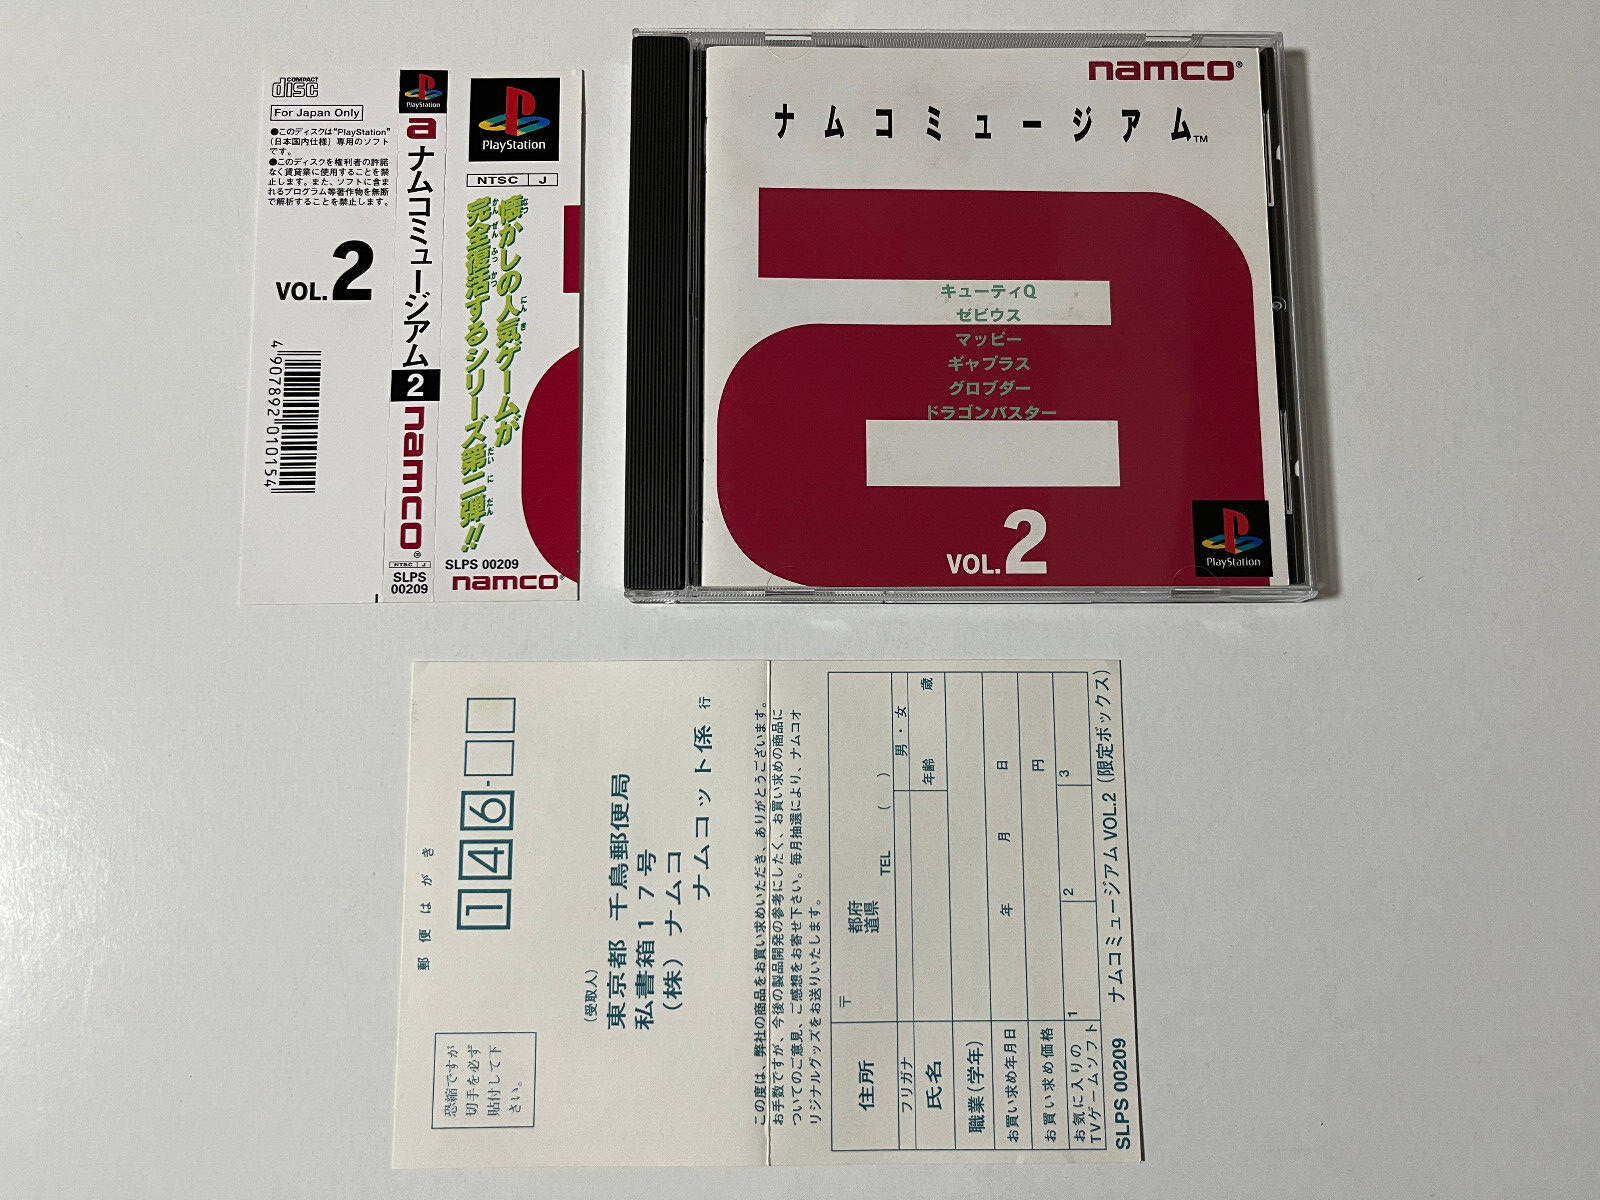 COMPACT
disc
For Japan Only
●このディスクは"PlayStation"
(日本国内仕様)専用のソフト
です。
●このディスクを権利者の許諾
なく賃貸業に使用することを禁
止します。また、ソフトに含ま
れるプログラム等著作物を無断
で解析することを禁止します。
VOL.2
4907892010154
PlayStation
a
ナムコミュージアム
2
namco®
NTSC J
SLPS
00209
PlayStation
NTSC J
懐かしの人気ゲームが
なつ にん き
完全復活するシリーズ第二弾!!
かん ぜん ふっ かつ だい に だん
SLPS 00209
namco®
namco®
ナムコミュージアム™
キューティQ
ゼビウス
マッピー
ギャプラス
グロブダー
ドラゴンバスター
VOL.2
PlayStation
郵便はがき
146-
恐縮ですが
切手を必ず
貼付して下
さい。
(受取人)
東京都 千鳥郵便局
私書箱17号
(株)ナムコ
ナムコット係 行
この度は、弊社の商品をお買い求めいただき、ありがとうございます。
お手数ですが、今後の製品開発の参考にしたく、お買い求めの商品に
ついてのご意見、ご感想をお寄せ下さい。毎月抽選により、ナムコオ
リジナルグッズをお送りいたします。
住所
〒
都府
道県
TEL ( )
フリガナ
男・女
氏名
年齢 歳
職業(学年)
お買い求め年月日
年 月 日
お買い求め価格
円
お気に入りの
TVゲームソフト
1
2
3
SLPS 00209 ナムコミュージアム VOL.2 (限定ボックス)